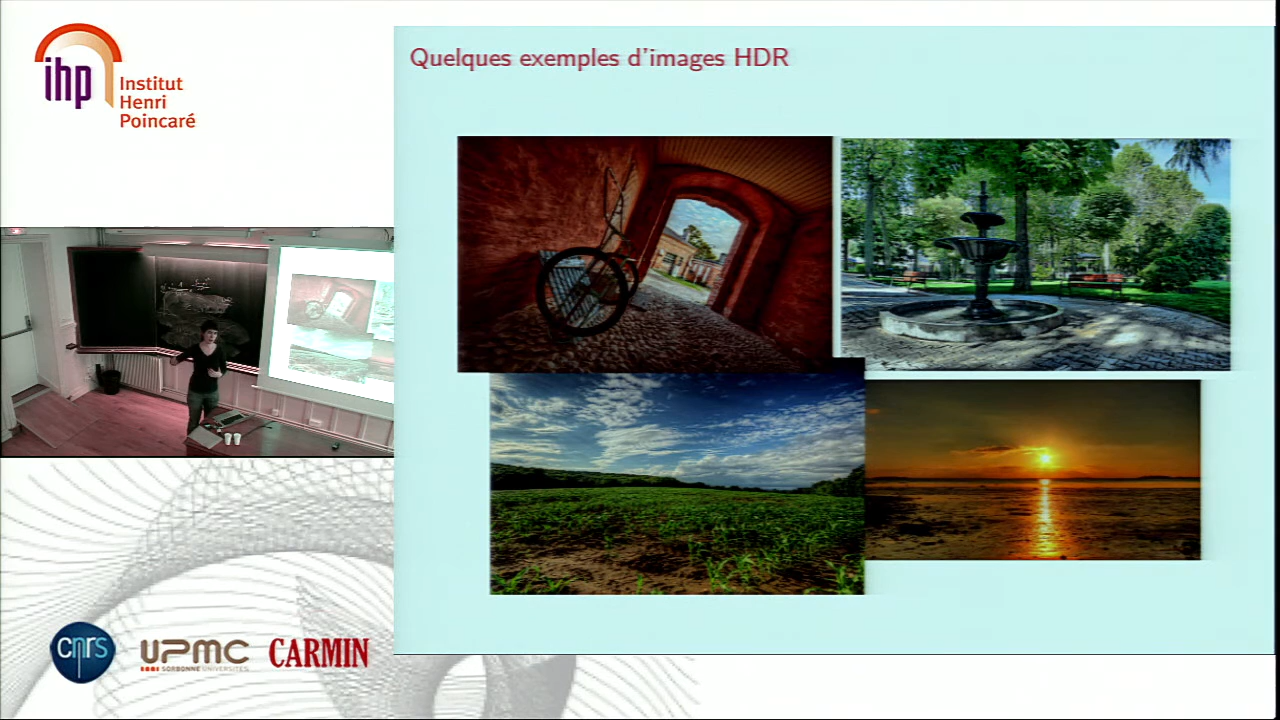 ihp
Institut
Henri
Poincaré
Quelques exemples d'images HDR
cnrs
UPMC
SORBONNE UNIVERSITÉS
CARMIN